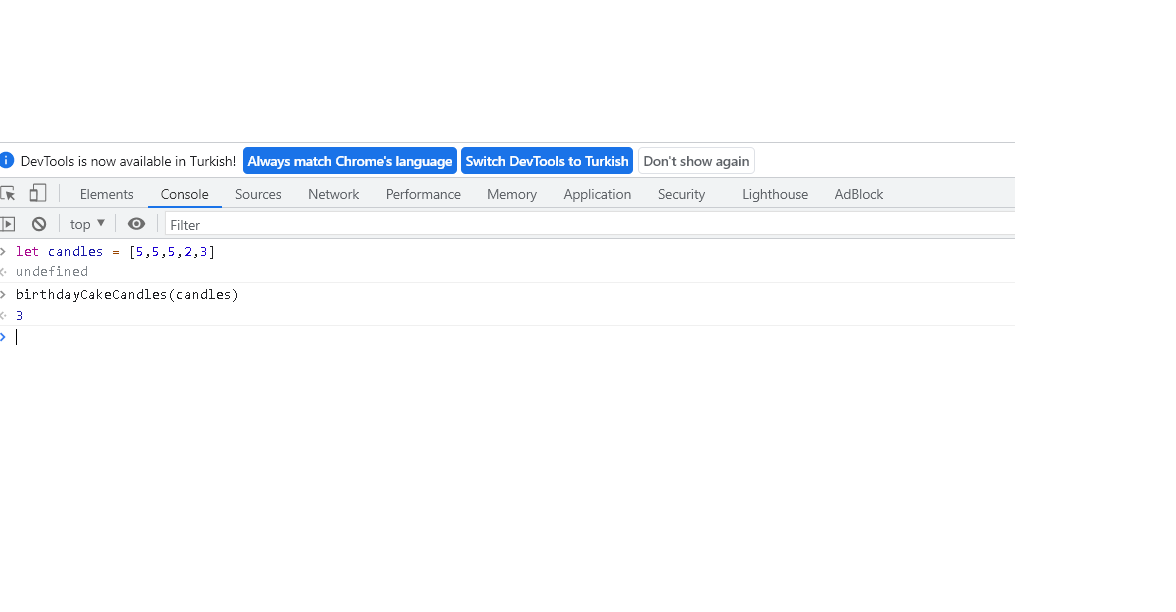 DevTools is now available in Turkish! Always match Chrome's language Switch DevTools to Turkish Don't show again
Elements Console Sources Network Performance Memory Application Security Lighthouse AdBlock
top Filter
let candles = [5,5,5,2,3]
undefined
birthdayCakeCandles(candles)
3